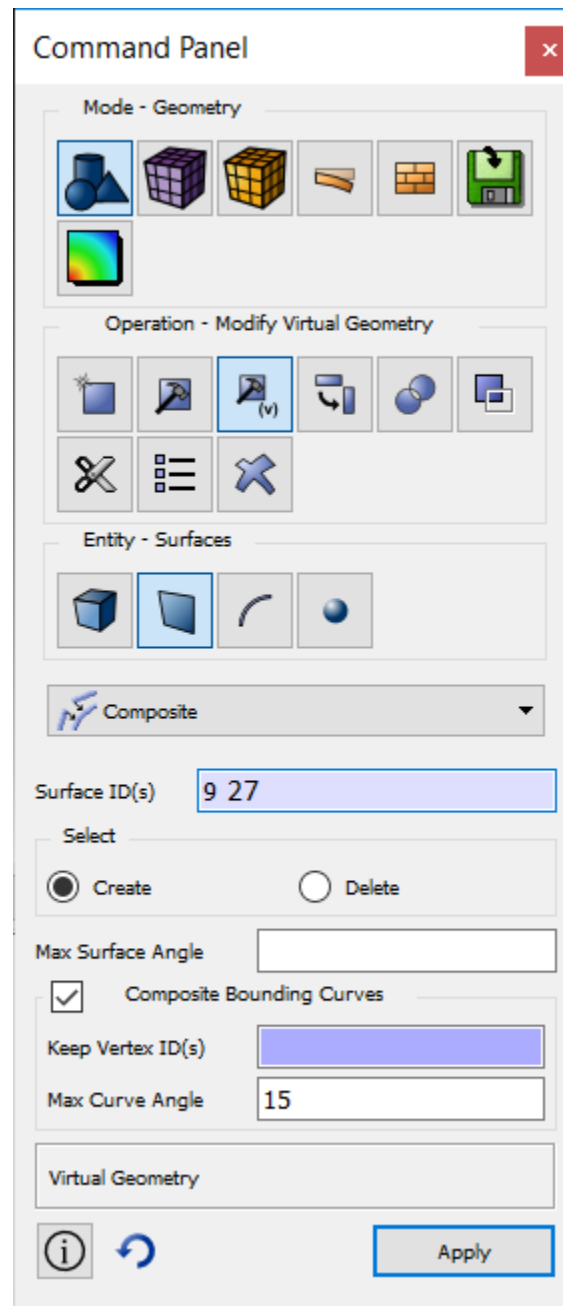 Command Panel
Mode - Geometry
Operation - Modify Virtual Geometry
(v)
Entity - Surfaces
Composite
Surface ID(s) 9 27
Select
Create Delete
Max Surface Angle
Composite Bounding Curves
Keep Vertex ID(s)
Max Curve Angle 15
Virtual Geometry
Apply